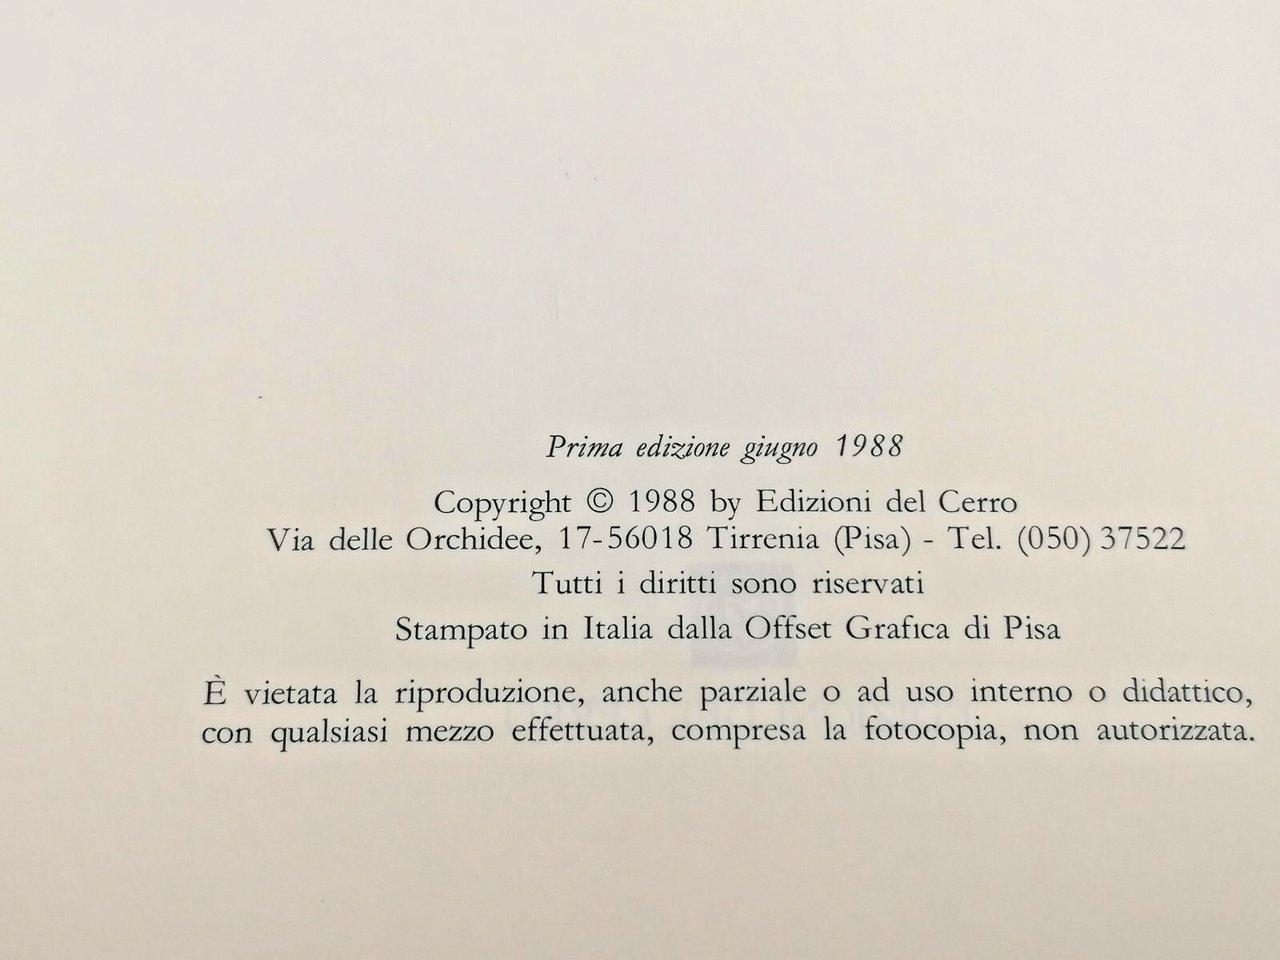 Prima edizione giugno 1988
Copyright © 1988 by Edizioni del Cerro
Via delle Orchidee, 17-56018 Tirrenia (Pisa) - Tel. (050) 37522
Tutti i diritti sono riservati
Stampato in Italia dalla Offset Grafica di Pisa
È vietata la riproduzione, anche parziale o ad uso interno o didattico,
con qualsiasi mezzo effettuata, compresa la fotocopia, non autorizzata.